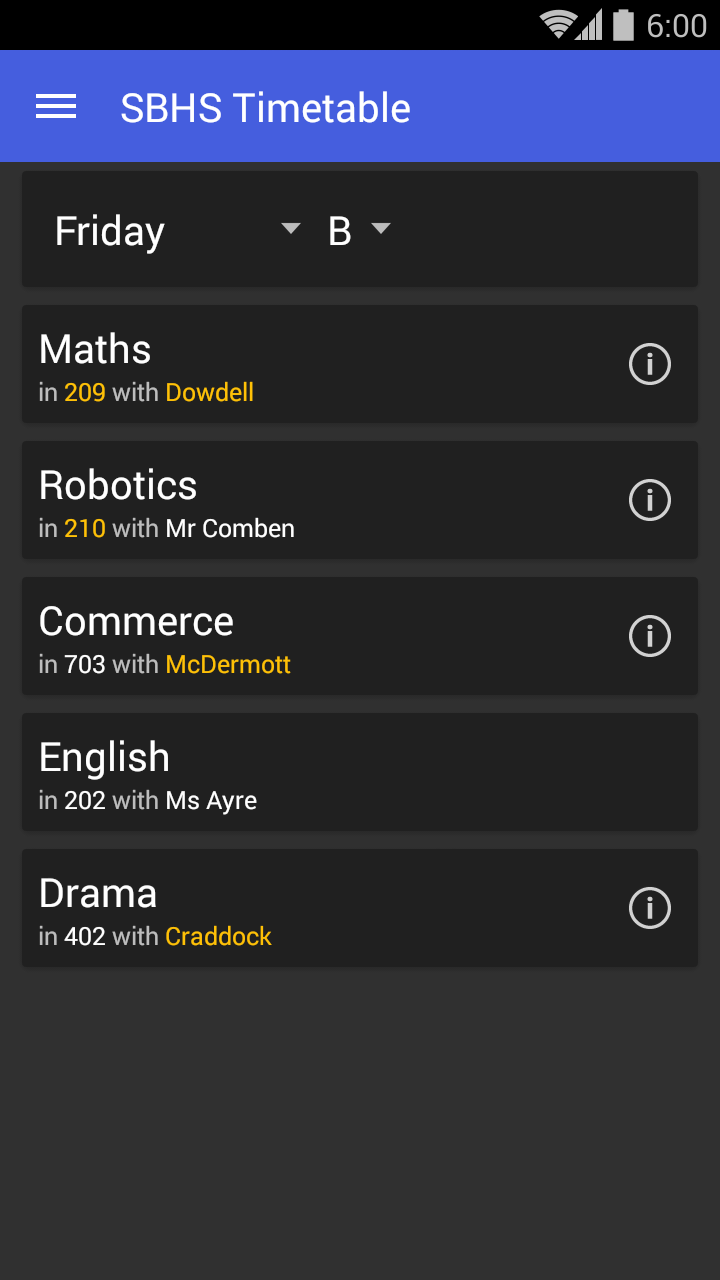 6:00
SBHS Timetable
Friday B
Maths
in 209 with Dowdell
Robotics
in 210 with Mr Comben
Commerce
in 703 with McDermott
English
in 202 with Ms Ayre
Drama
in 402 with Craddock